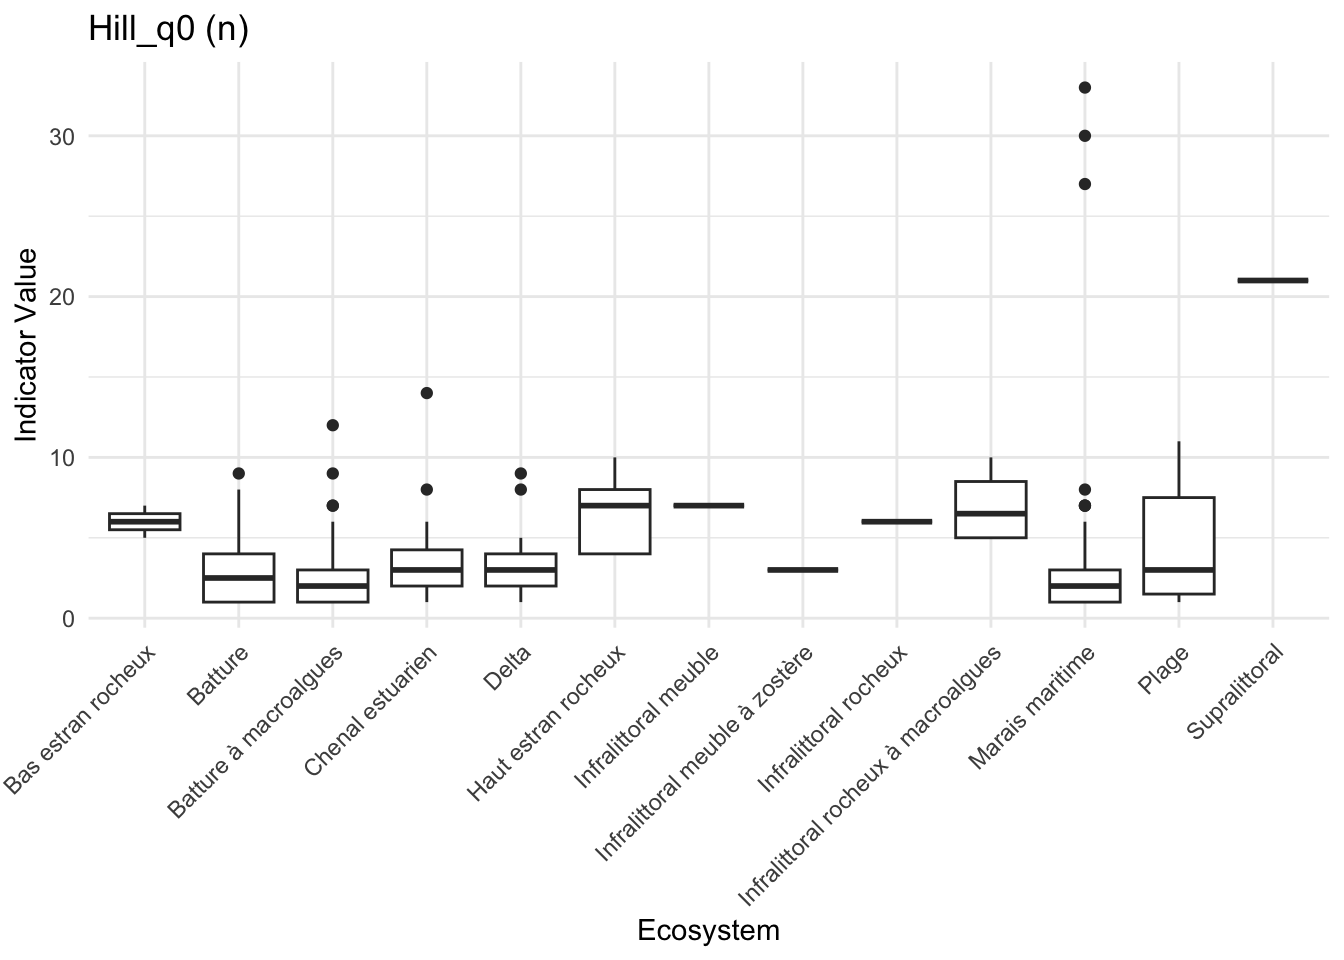 Hill_q0 (n)
Indicator Value
30
20
10
0
Bas estran rocheux
Batture
Batture à macroalgues
Chenal estuarien
Delta
Haut estran rocheux
Infralittoral meuble
Infralittoral meuble à zostère
Infralittoral rocheux
Infralittoral rocheux à macroalgues
Marais maritime
Plage
Supralittoral
Ecosystem